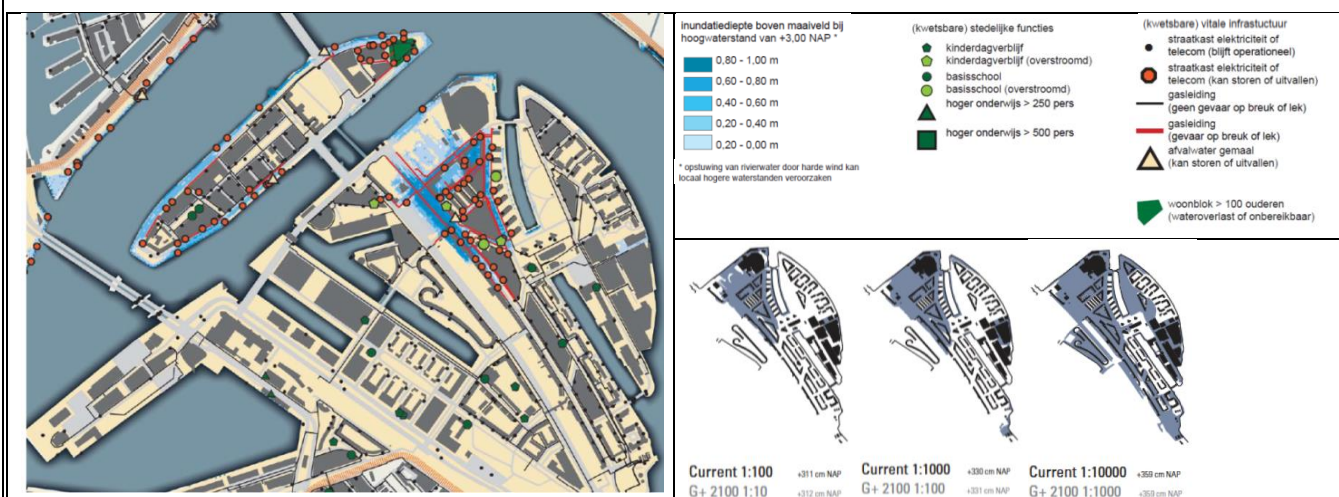 inundatiediepte boven maaiveld bij
hoogwaterstand van +3,00 NAP *
0,80 - 1,00 m
0,60 - 0,80 m
0,40 - 0,60 m
0,20 - 0,40 m
0,20 - 0,00 m
* opstuwing van rivierwater door harde wind kan
locaal hogere waterstanden veroorzaken
(kwetsbare) stedelijke functies
kinderdagverblijf
kinderdagverblijf (overstroomd)
basisschool
basisschool (overstroomd)
hoger onderwijs > 250 pers
hoger onderwijs > 500 pers
(kwetsbare) vitale infrastuctuur
straatkast elektriciteit of
telecom (blijft operationeel)
straatkast elektriciteit of
telecom (kan storen of uitvallen)
gasleiding
(geen gevaar op breuk of lek)
gasleiding
(gevaar op breuk of lek)
afvalwater gemaal
(kan storen of uitvallen)
woonblok > 100 ouderen
(wateroverlast of onbereikbaar)
Current 1:100 +311 cm NAP
G+ 2100 1:10 +312 cm NAP
Current 1:1000 +330 cm NAP
G+ 2100 1:100 +331 cm NAP
Current 1:10000 +359 cm NAP
G+ 2100 1:1000 +353 cm NAP